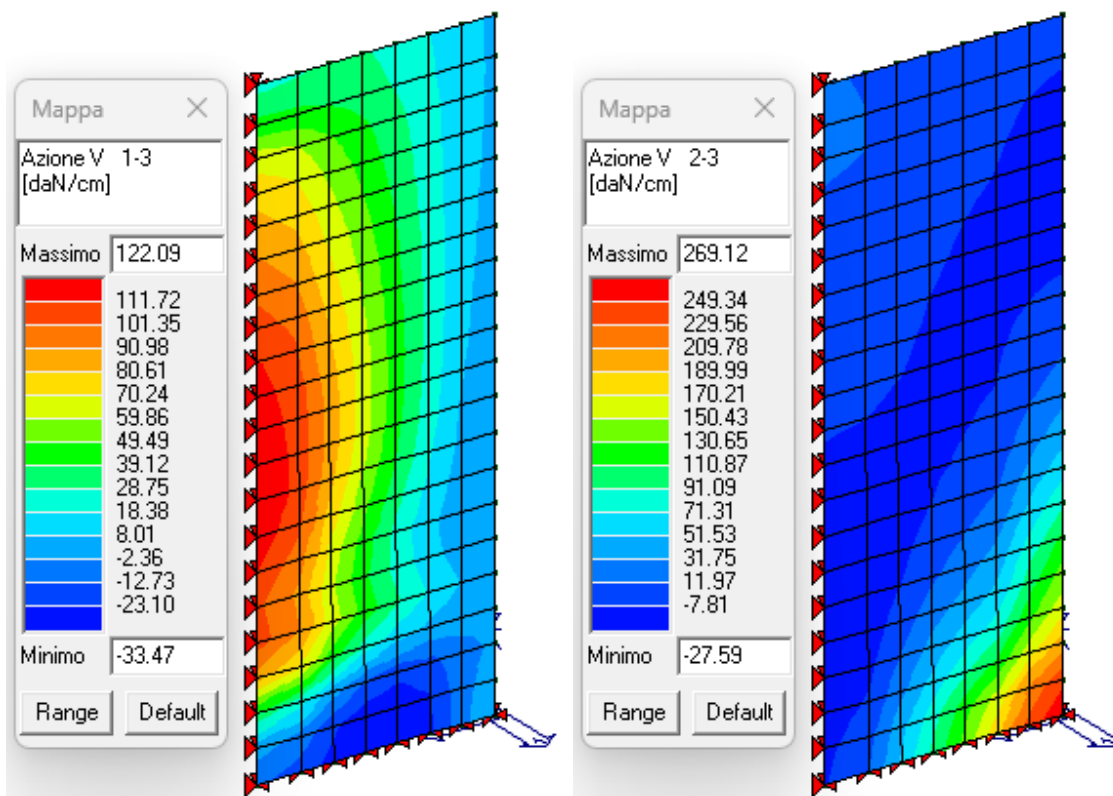 Mappa
Azione V 1-3
[daN/cm]
Massimo 122.09
111.72
101.35
90.98
80.61
70.24
59.86
49.49
39.12
28.75
18.38
8.01
-2.36
-12.73
-23.10
Minimo -33.47
Range Default
Mappa
Azione V 2-3
[daN/cm]
Massimo 269.12
249.34
229.56
209.78
189.99
170.21
150.43
130.65
110.87
91.09
71.31
51.53
31.75
11.97
-7.81
Minimo -27.59
Range Default